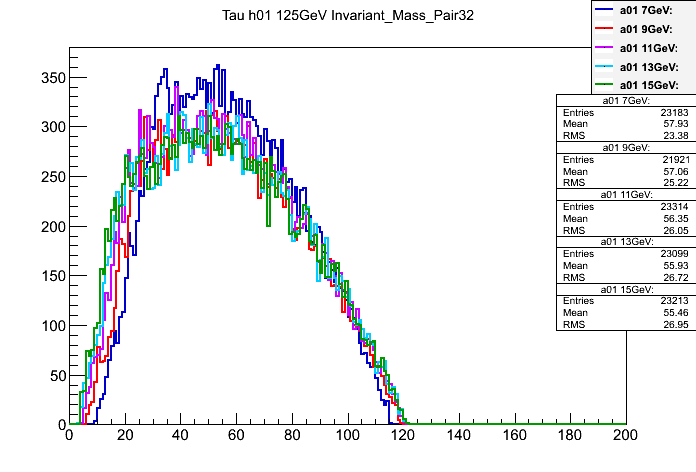 Tau h01 125GeV Invariant_Mass_Pair32
a01 7GeV:
a01 9GeV:
a01 11GeV:
a01 13GeV:
a01 15GeV:
a01 7GeV:
Entries 23183
Mean 57.93
RMS 23.38
a01 9GeV:
Entries 21921
Mean 57.06
RMS 25.22
a01 11GeV:
Entries 23314
Mean 56.35
RMS 26.05
a01 13GeV:
Entries 23099
Mean 55.93
RMS 26.72
a01 15GeV:
Entries 23213
Mean 55.46
RMS 26.95
350
300
250
200
150
100
50
0
0 20 40 60 80 100 120 140 160 180 200